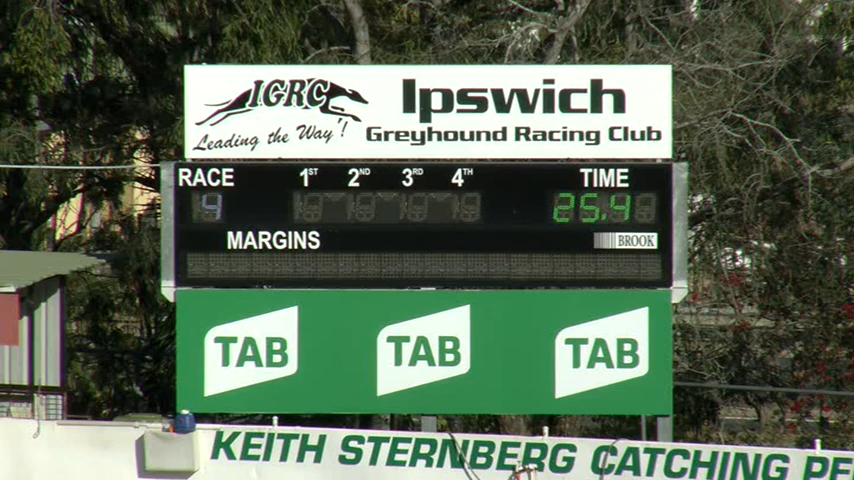 IGRC
Leading the Way'!
Ipswich
Greyhound Racing Club
RACE 1ST 2ND 3RD 4TH TIME
4 25.4
MARGINS BROOK
TAB TAB TAB
KEITH STERNBERG CATCHING PE